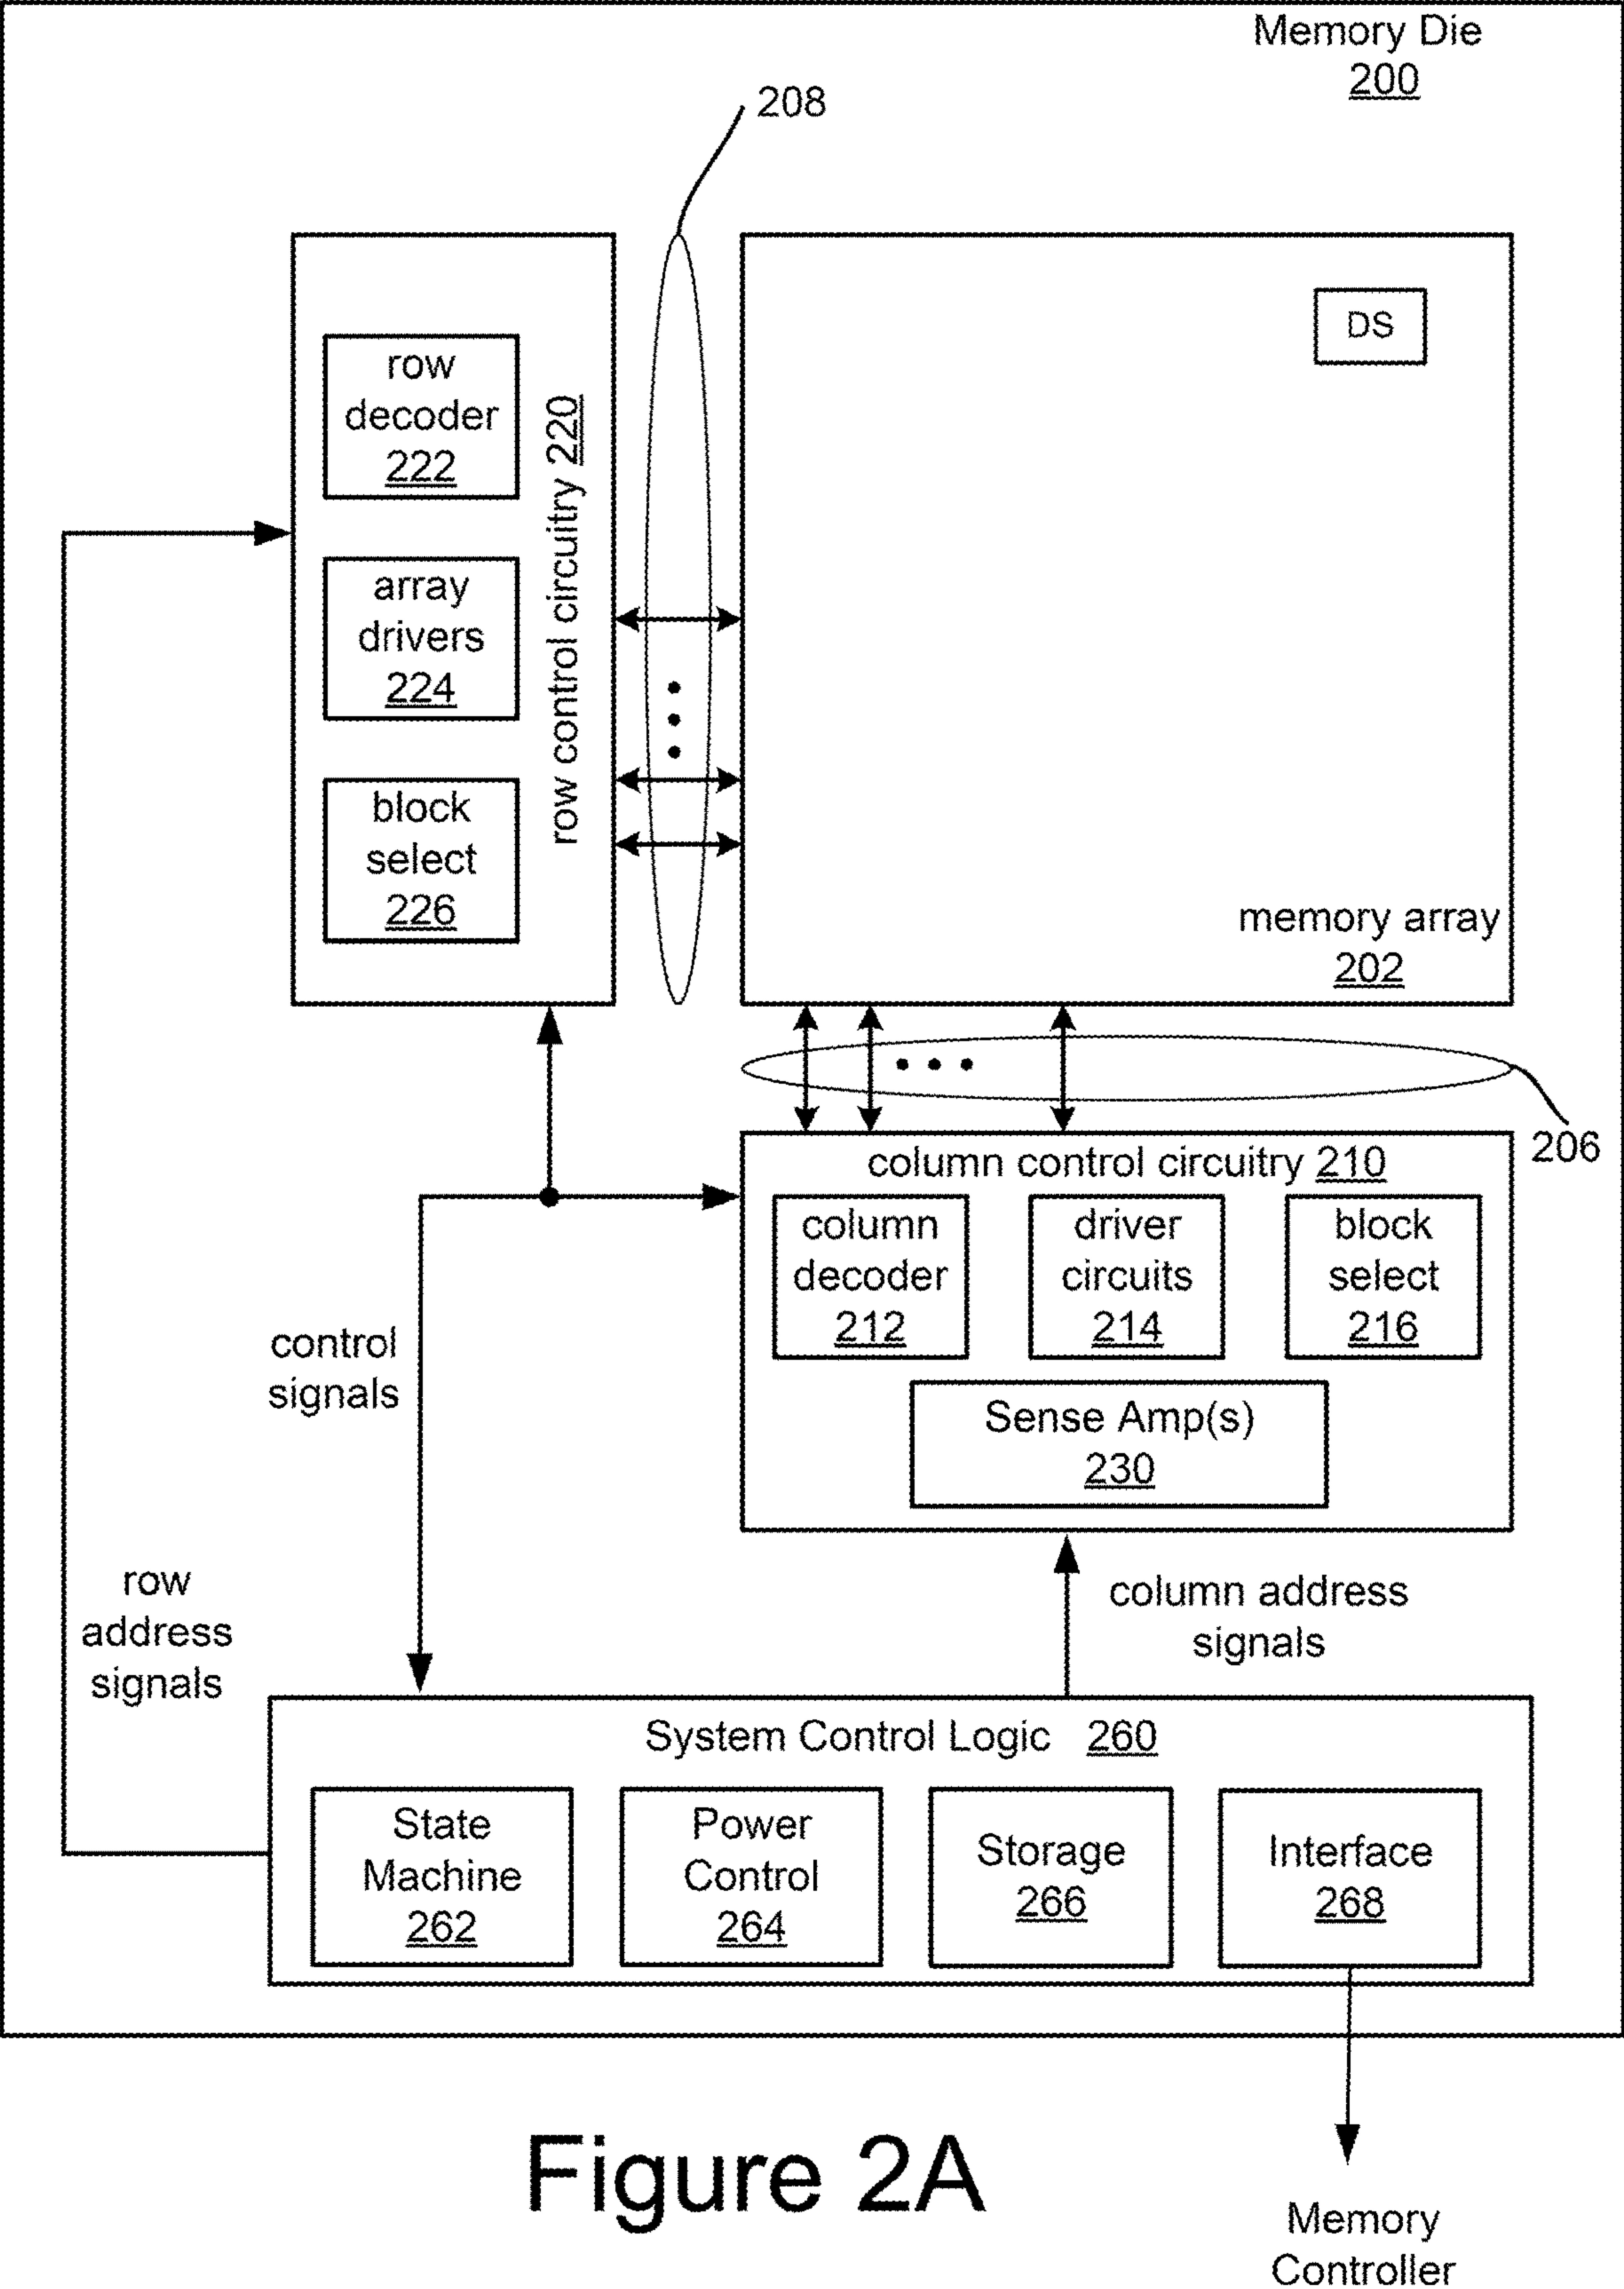 Memory Die
200
208
DS
row
decoder
222
array
drivers
224
block
select
226
row control circuitry 220
memory array
202
206
column control circuitry 210
column
decoder
212
driver
circuits
214
block
select
216
Sense Amp(s)
230
control
signals
row
address
signals
column address
signals
System Control Logic 260
State
Machine
262
Power
Control
264
Storage
266
Interface
268
Figure 2A
Memory
Controller